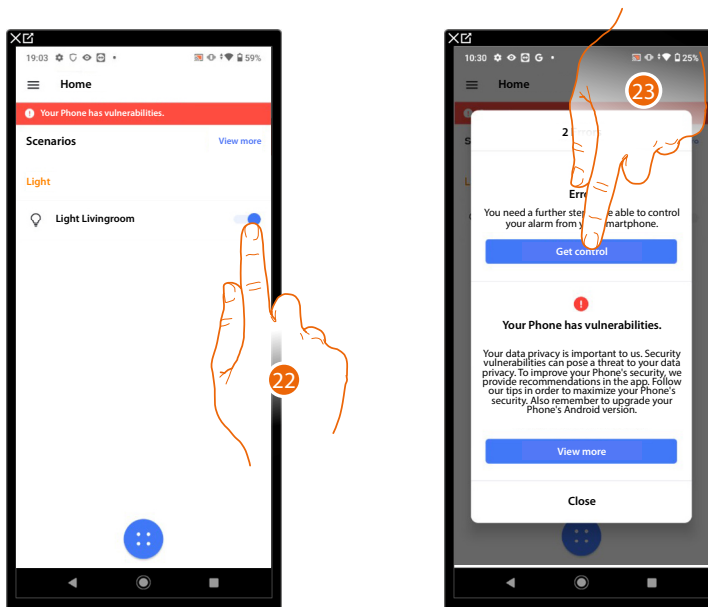 19:03
59%
Home
Your Phone has vulnerabilities.
Scenarios
View more
Light
Light Livingroom
22
10:30
G
25%
Home
23
2
You need a further
able to control
your alarm from
Get control
Your Phone has vulnerabilities.
Your data privacy is important to us. Security
vulnerabilities can pose a threat to your data
privacy. To improve your Phone's security, we
provide recommendations in the app. Follow
our tips in order to maximize your Phone's
security. Also remember to upgrade your
Phone's Android version.
View more
Close